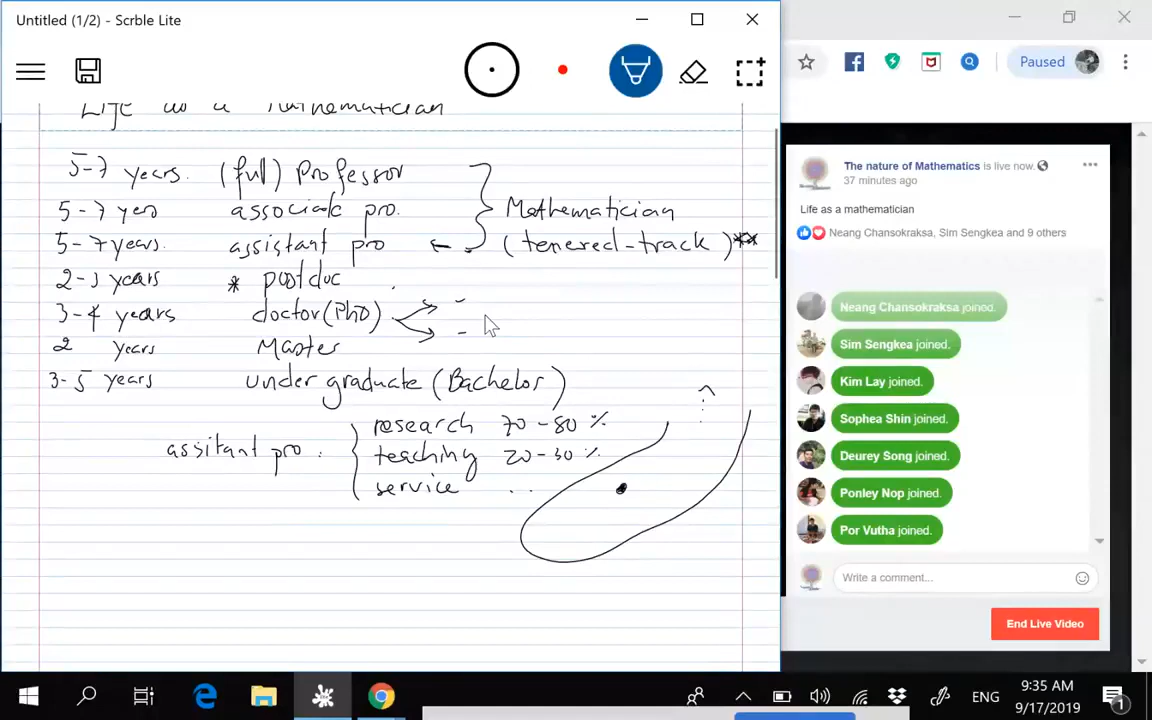 Untitled (1/2) - Scrble Lite
Paused
Life as a Mathematician
5-7 years. (full) Professor
5-7 yers associate pro. Mathematician
5-7 years. assistant pro (tenered-track)**
2-3 years * postdoc
3-4 years doctor (PhD)
2 years Master
3-5 years undergraduate (Bachelor)
research 70-80 %
assitant pro. teaching 20-30 %
service ...
The nature of Mathematics is live now.
37 minutes ago
Life as a mathematician
Neang Chansokraksa, Sim Sengkea and 9 others
Neang Chansokraksa joined.
Sim Sengkea joined.
Kim Lay joined.
Sophea Shin joined.
Deurey Song joined.
Ponley Nop joined.
Por Vutha joined.
Write a comment...
End Live Video
ENG
9:35 AM
9/17/2019
1